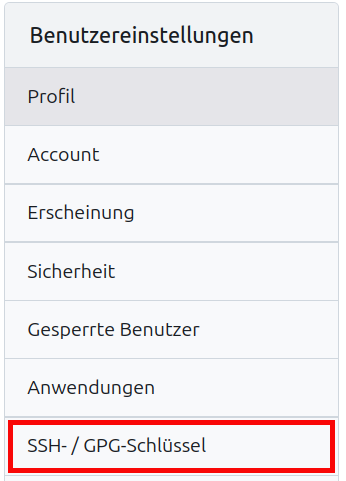 Benutzereinstellungen
Profil
Account
Erscheinung
Sicherheit
Gesperrte Benutzer
Anwendungen
SSH- / GPG-Schlüssel